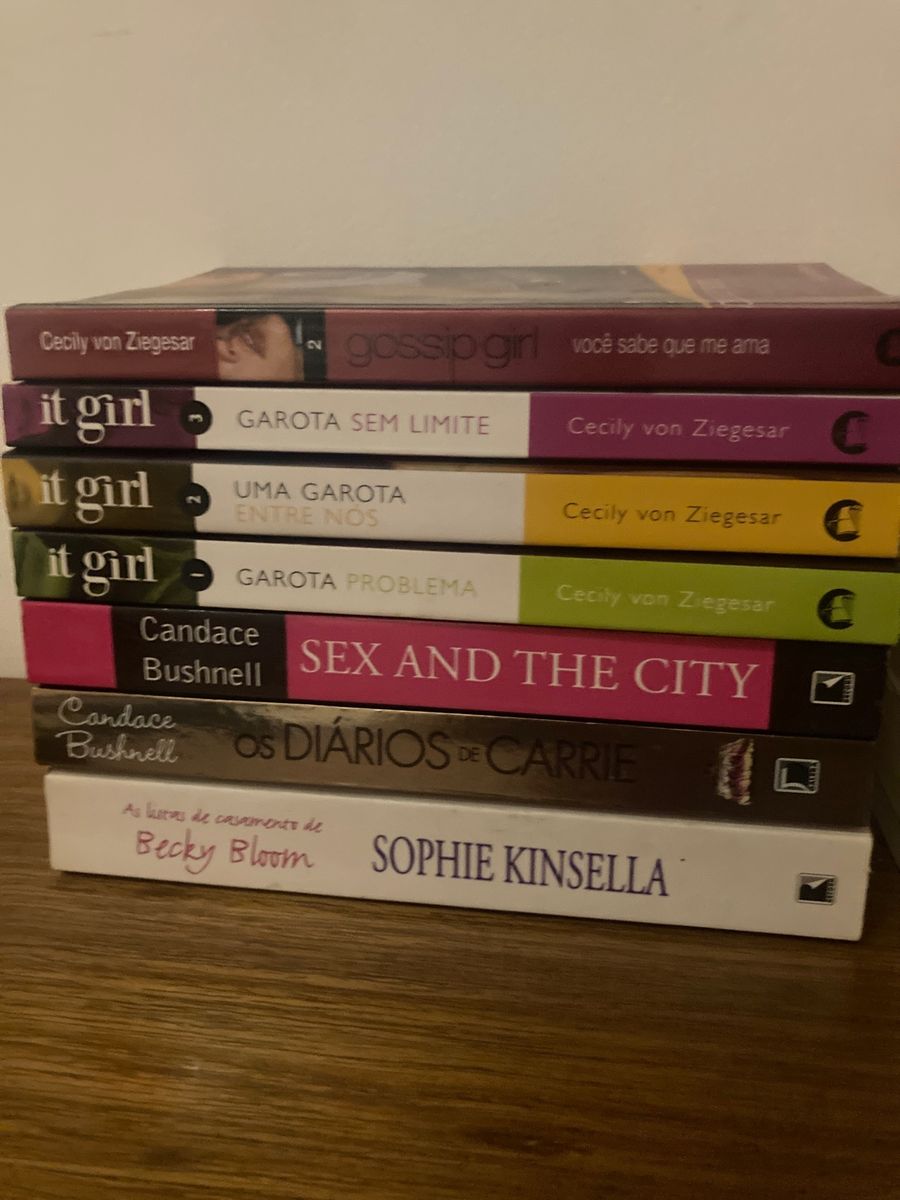 Cecily von Ziegesar 2 gossip girl você sabe que me ama
it girl 3 GAROTA SEM LIMITE Cecily von Ziegesar
it girl 2 UMA GAROTA
ENTRE NÓS Cecily von Ziegesar
it girl 1 GAROTA PROBLEMA Cecily von Ziegesar
Candace
Bushnell SEX AND THE CITY
Candace
Bushnell OS DIÁRIOS DE CARRIE
As listas de casamento de
Becky Bloom SOPHIE KINSELLA